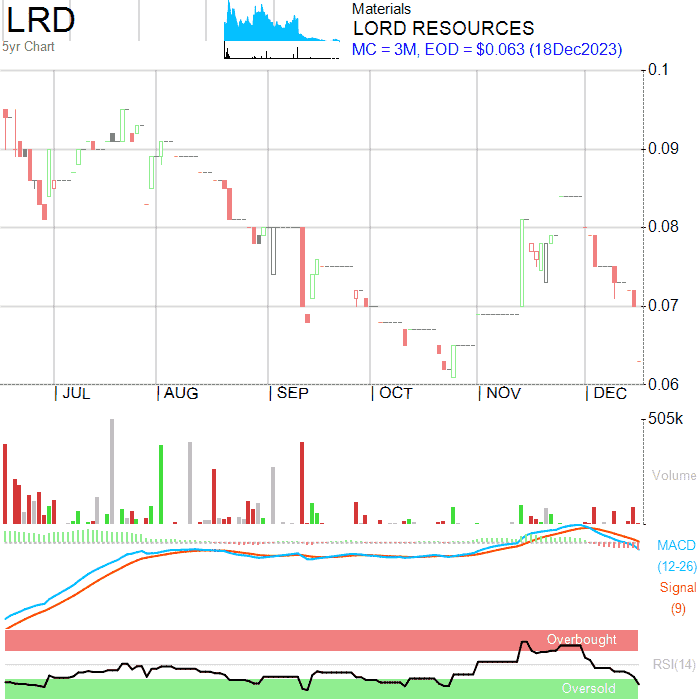 LRD
5yr Chart
Materials
LORD RESOURCES
MC = 3M, EOD = $0.063 (18Dec2023)
0.1
0.09
0.08
0.07
0.06
JUL AUG SEP OCT NOV DEC
505k
Volume
MACD
(12-26)
Signal
(9)
Overbought
RSI(14)
Oversold